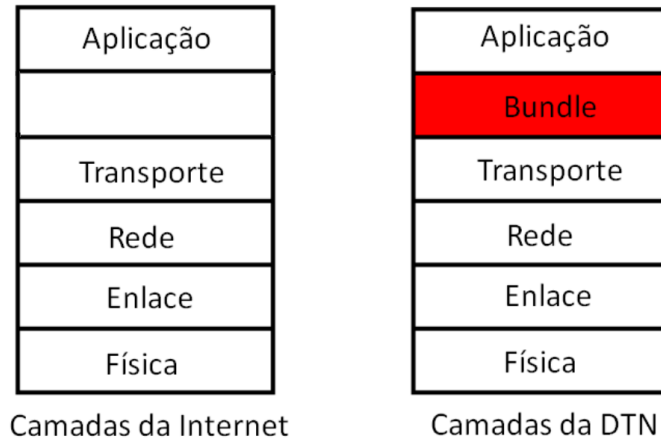 Aplicação
Transporte
Rede
Enlace
Física
Camadas da Internet
Aplicação
Bundle
Transporte
Rede
Enlace
Física
Camadas da DTN